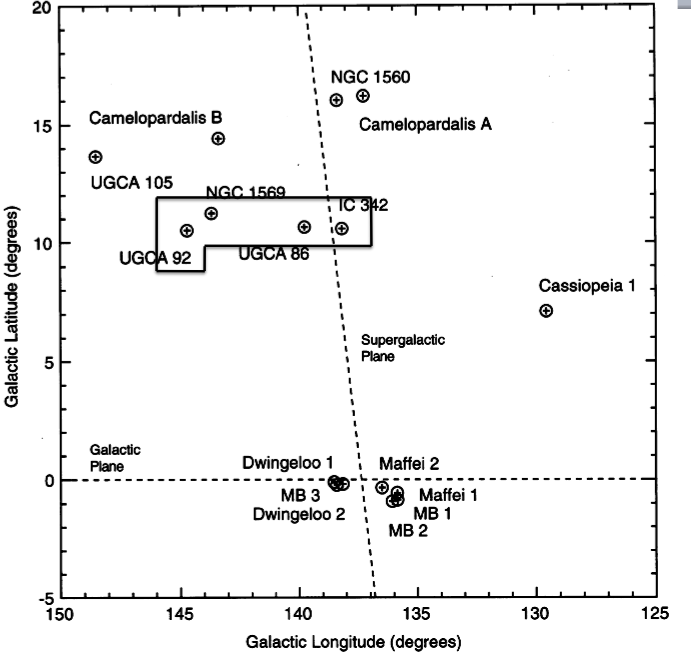 20
NGC 1560
Camelopardalis B
Camelopardalis A
15
UGCA 105
NGC 1569
IC 342
UGCA 92
UGCA 86
10
Cassiopeia 1
Supergalactic
Plane
5
Galactic
Plane
Dwingeloo 1
Maffei 2
0
MB 3
Maffei 1
Dwingeloo 2
MB 1
MB 2
-5
150
145
140
135
130
125
Galactic Longitude (degrees)
Galactic Latitude (degrees)